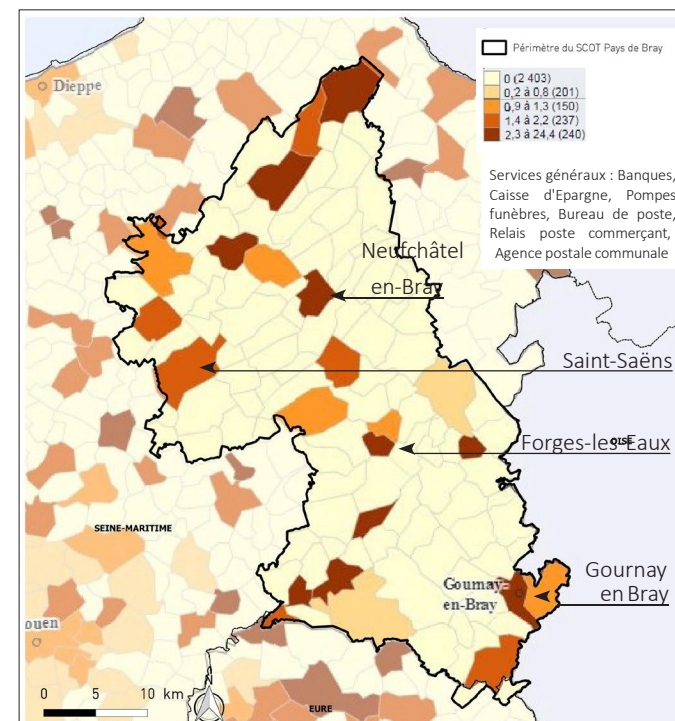 Périmètre du SCOT Pays de Bray
0 (2 403)
0,2 à 0,8 (201)
0,9 à 1,3 (150)
1,4 à 2,2 (237)
2,3 à 24,4 (240)
Services généraux : Banques,
Caisse d'Epargne, Pompes
funèbres, Bureau de poste,
Relais poste commerçant,
Agence postale communale
Dieppe
Neufchâtel
en-Bray
Saint-Saëns
Forges-les-Eaux
OISE
SEINE-MARITIME
Gournay-
en-Bray
Gournay
en Bray
ouen
0 5 10 km
EURE